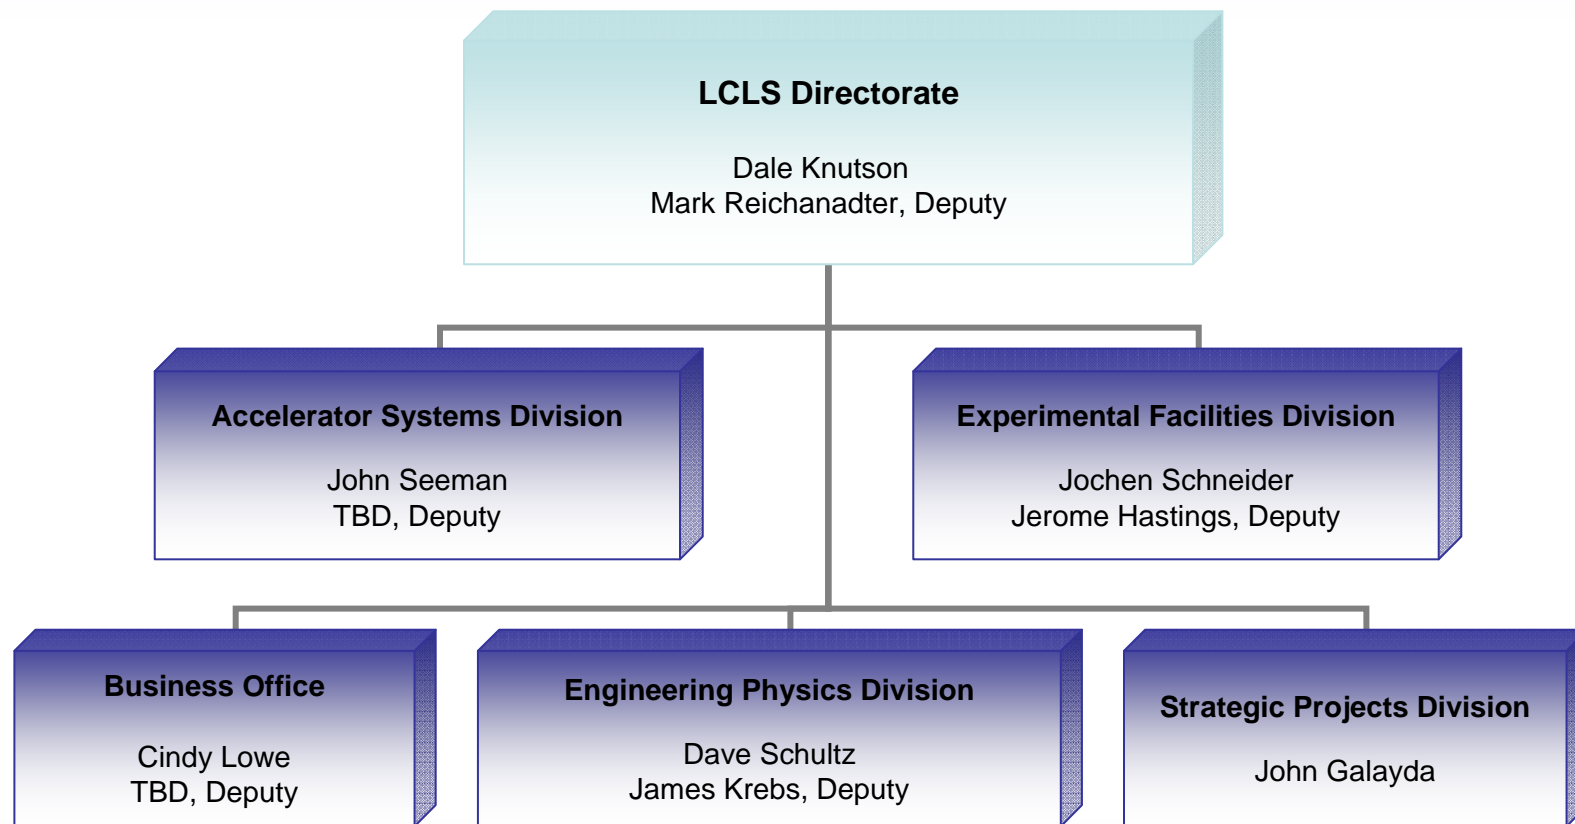 LCLS Directorate
Dale Knutson
Mark Reichanadter, Deputy
Accelerator Systems Division
John Seeman
TBD, Deputy
Experimental Facilities Division
Jochen Schneider
Jerome Hastings, Deputy
Business Office
Cindy Lowe
TBD, Deputy
Engineering Physics Division
Dave Schultz
James Krebs, Deputy
Strategic Projects Division
John Galayda